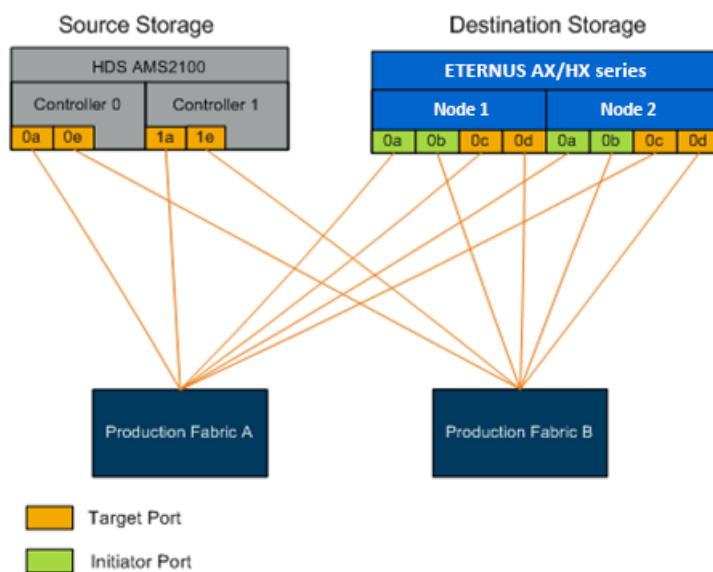 Source Storage
Destination Storage
HDS AMS2100
ETERNUS AX/HX series
Controller 0
Controller 1
Node 1
Node 2
0a 0e 1a 1e
0a 0b 0c 0d 0a 0b 0c 0d
Production Fabric A
Production Fabric B
Target Port
Initiator Port